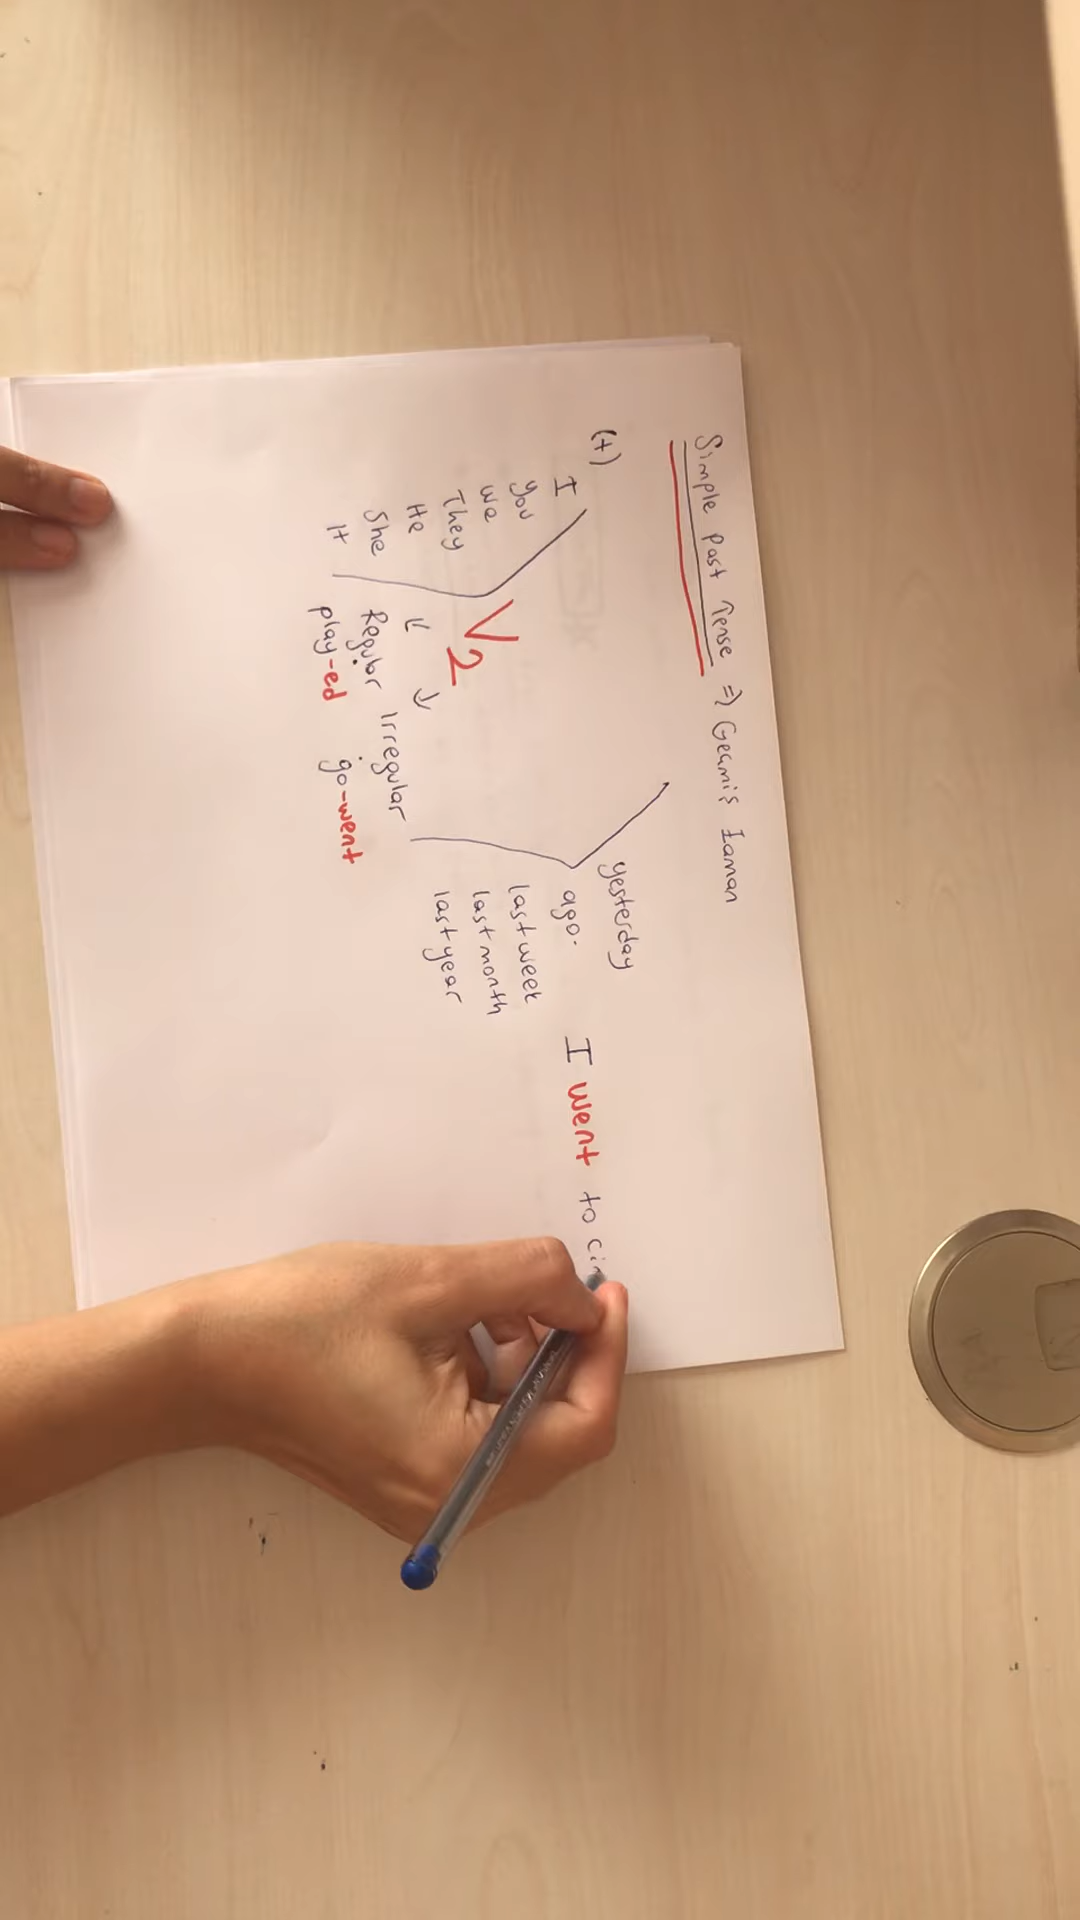 Simple Past Tense => Geçmiş Zaman
(+)
I
you
we
They
He
She
It
V2
Regular Irregular
play-ed go-went
yesterday
ago.
last week
last month
last year
I went to